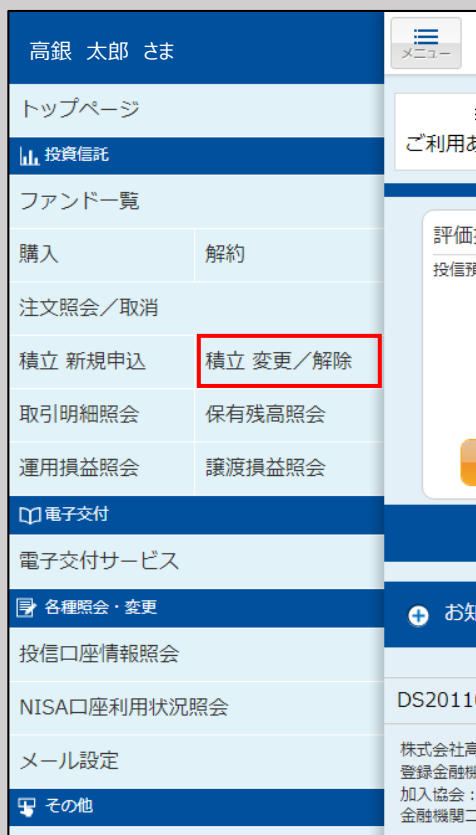 高銀 太郎 さま
メニュー
トップページ
投資信託
ファンド一覧
購入
解約
注文照会／取消
積立 新規申込
積立 変更／解除
取引明細照会
保有残高照会
運用損益照会
譲渡損益照会
電子交付
電子交付サービス
各種照会・変更
投信口座情報照会
NISA口座利用状況照会
メール設定
その他
ご利用
評価
投信
お知
DS2011
株式会社
登録金融
加入協会：
金融機関